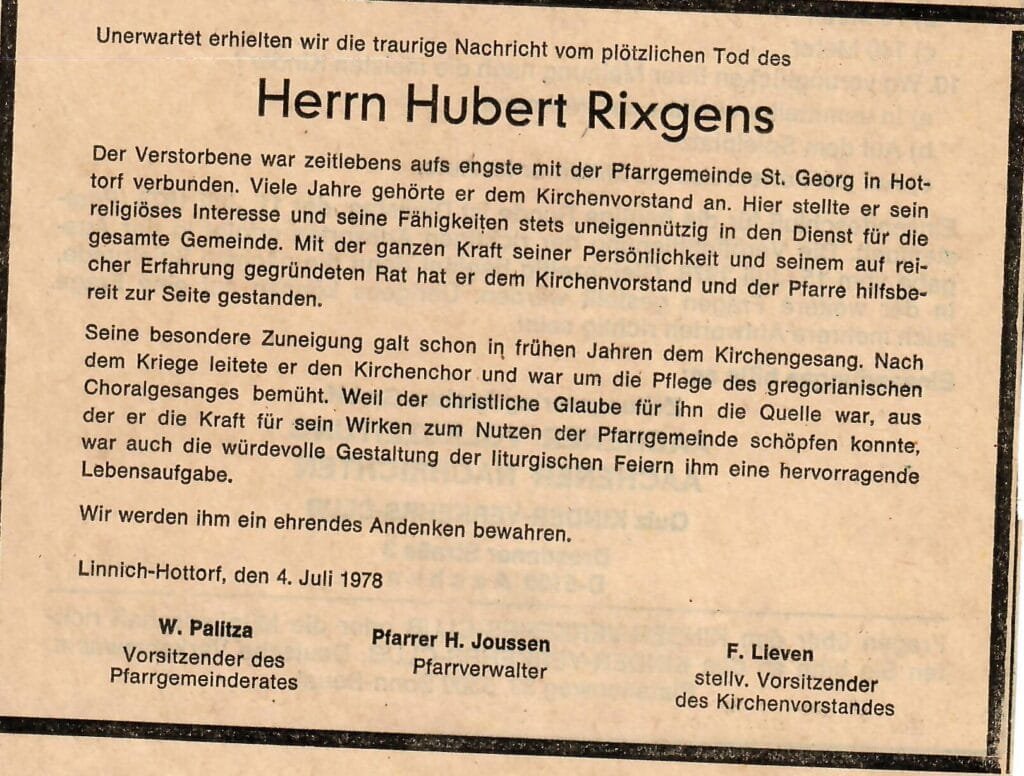 Unerwartet erhielten wir die traurige Nachricht vom plötzlichen Tod des
Herrn Hubert Rixgens
Der Verstorbene war zeitlebens aufs engste mit der Pfarrgemeinde St. Georg in Hot-
torf verbunden. Viele Jahre gehörte er dem Kirchenvorstand an. Hier stellte er sein
religiöses Interesse und seine Fähigkeiten stets uneigennützig in den Dienst für die
gesamte Gemeinde. Mit der ganzen Kraft seiner Persönlichkeit und seinem auf rei-
cher Erfahrung gegründeten Rat hat er dem Kirchenvorstand und der Pfarre hilfsbe-
reit zur Seite gestanden.
Seine besondere Zuneigung galt schon in frühen Jahren dem Kirchengesang. Nach
dem Kriege leitete er den Kirchenchor und war um die Pflege des gregorianischen
Choralgesanges bemüht. Weil der christliche Glaube für ihn die Quelle war, aus
der er die Kraft für sein Wirken zum Nutzen der Pfarrgemeinde schöpfen konnte,
war auch die würdevolle Gestaltung der liturgischen Feiern ihm eine hervorragende
Lebensaufgabe.
Wir werden ihm ein ehrendes Andenken bewahren.
Linnich-Hottorf, den 4. Juli 1978
W. Palitza
Vorsitzender des
Pfarrgemeinderates
Pfarrer H. Joussen
Pfarrverwalter
F. Lieven
stellv. Vorsitzender
des Kirchenvorstandes